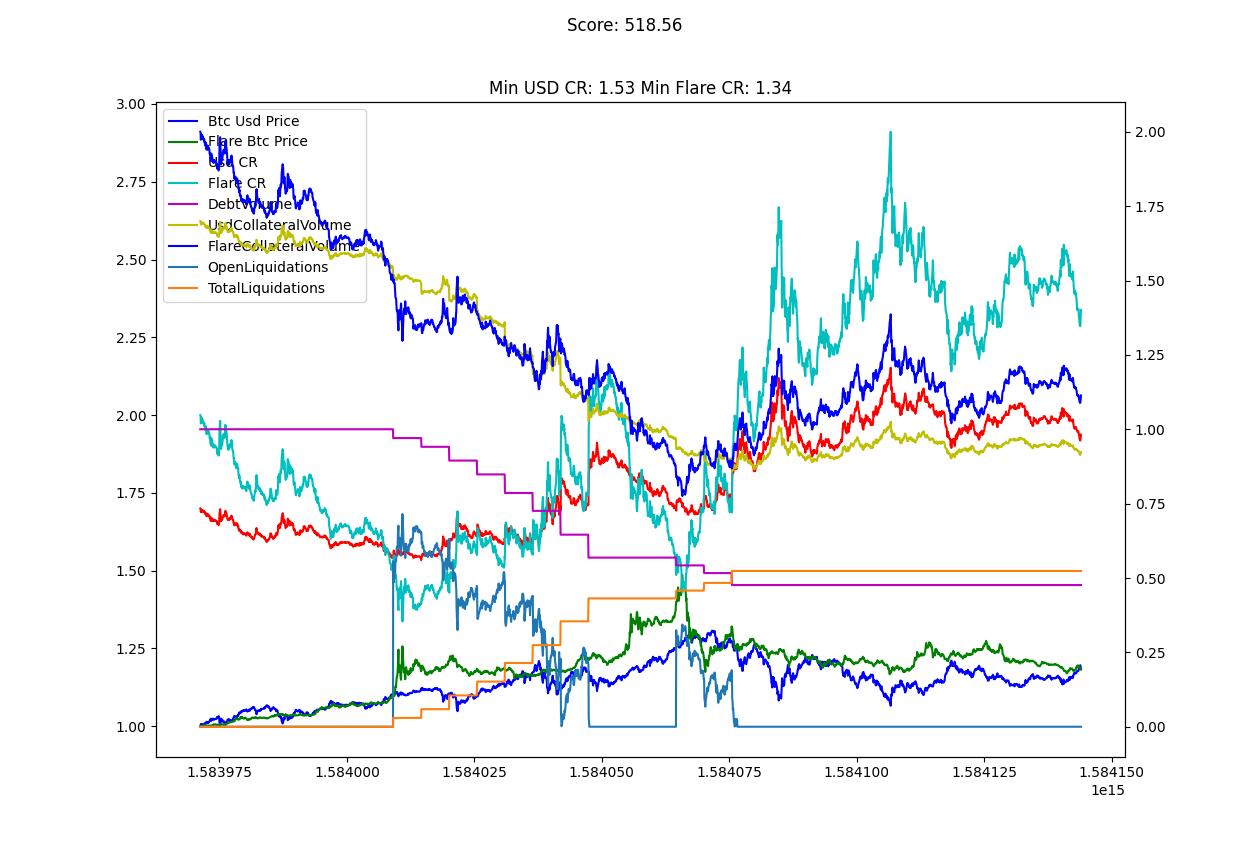 Score: 518.56
Min USD CR: 1.53 Min Flare CR: 1.34
Btc Usd Price
Flare Btc Price
Usd CR
Flare CR
DebtVolume
UsdCollateralVolume
FlareCollateralVolume
OpenLiquidations
TotalLiquidations
3.00
2.75
2.50
2.25
2.00
1.75
1.50
1.25
1.00
2.00
1.75
1.50
1.25
1.00
0.75
0.50
0.25
0.00
1.583975 1.584000 1.584025 1.584050 1.584075 1.584100 1.584125 1.584150
1e15